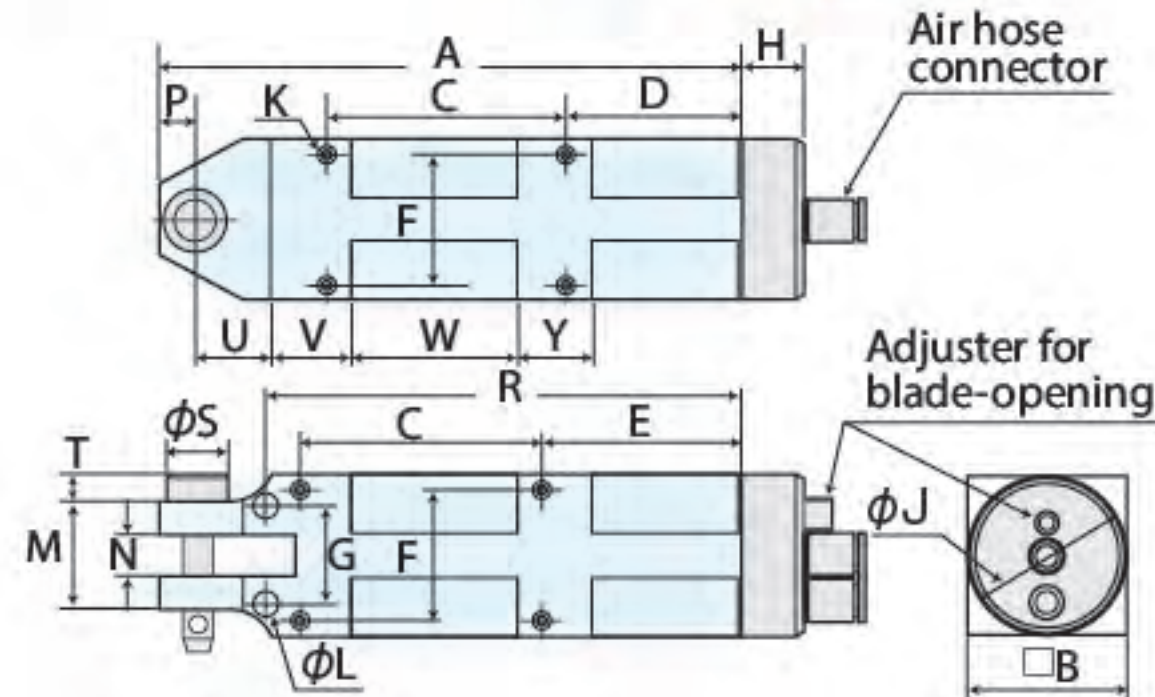 A
H
Air hose
connector
P
K
C
D
F
U
V
W
Y
Adjuster for
blade-opening
R
ϕS
C
E
T
M
N
G
F
ϕJ
ϕL
□B